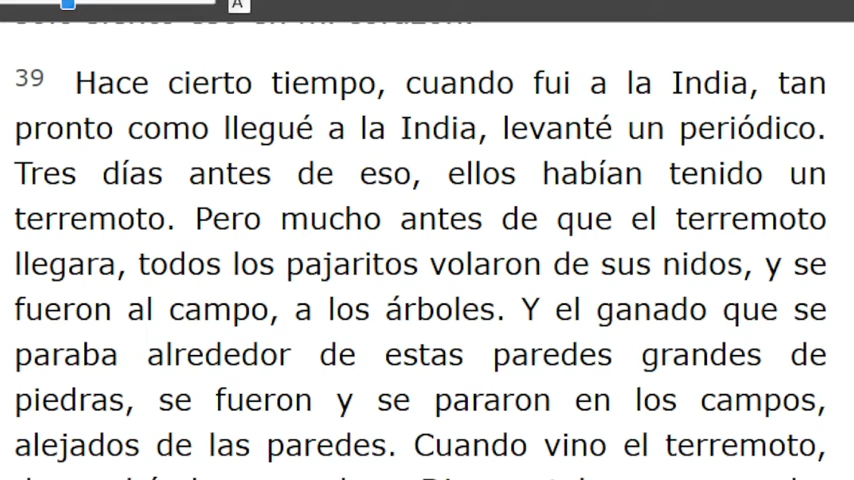 A
39 Hace cierto tiempo, cuando fui a la India, tan
pronto como llegué a la India, levanté un periódico.
Tres días antes de eso, ellos habían tenido un
terremoto. Pero mucho antes de que el terremoto
llegara, todos los pajaritos volaron de sus nidos, y se
fueron al campo, a los árboles. Y el ganado que se
paraba alrededor de estas paredes grandes de
piedras, se fueron y se pararon en los campos,
alejados de las paredes. Cuando vino el terremoto,